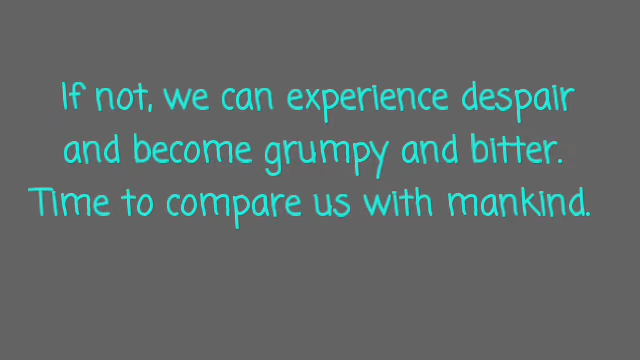 If not, we can experience despair
and become grumpy and bitter.
Time to compare us with mankind.